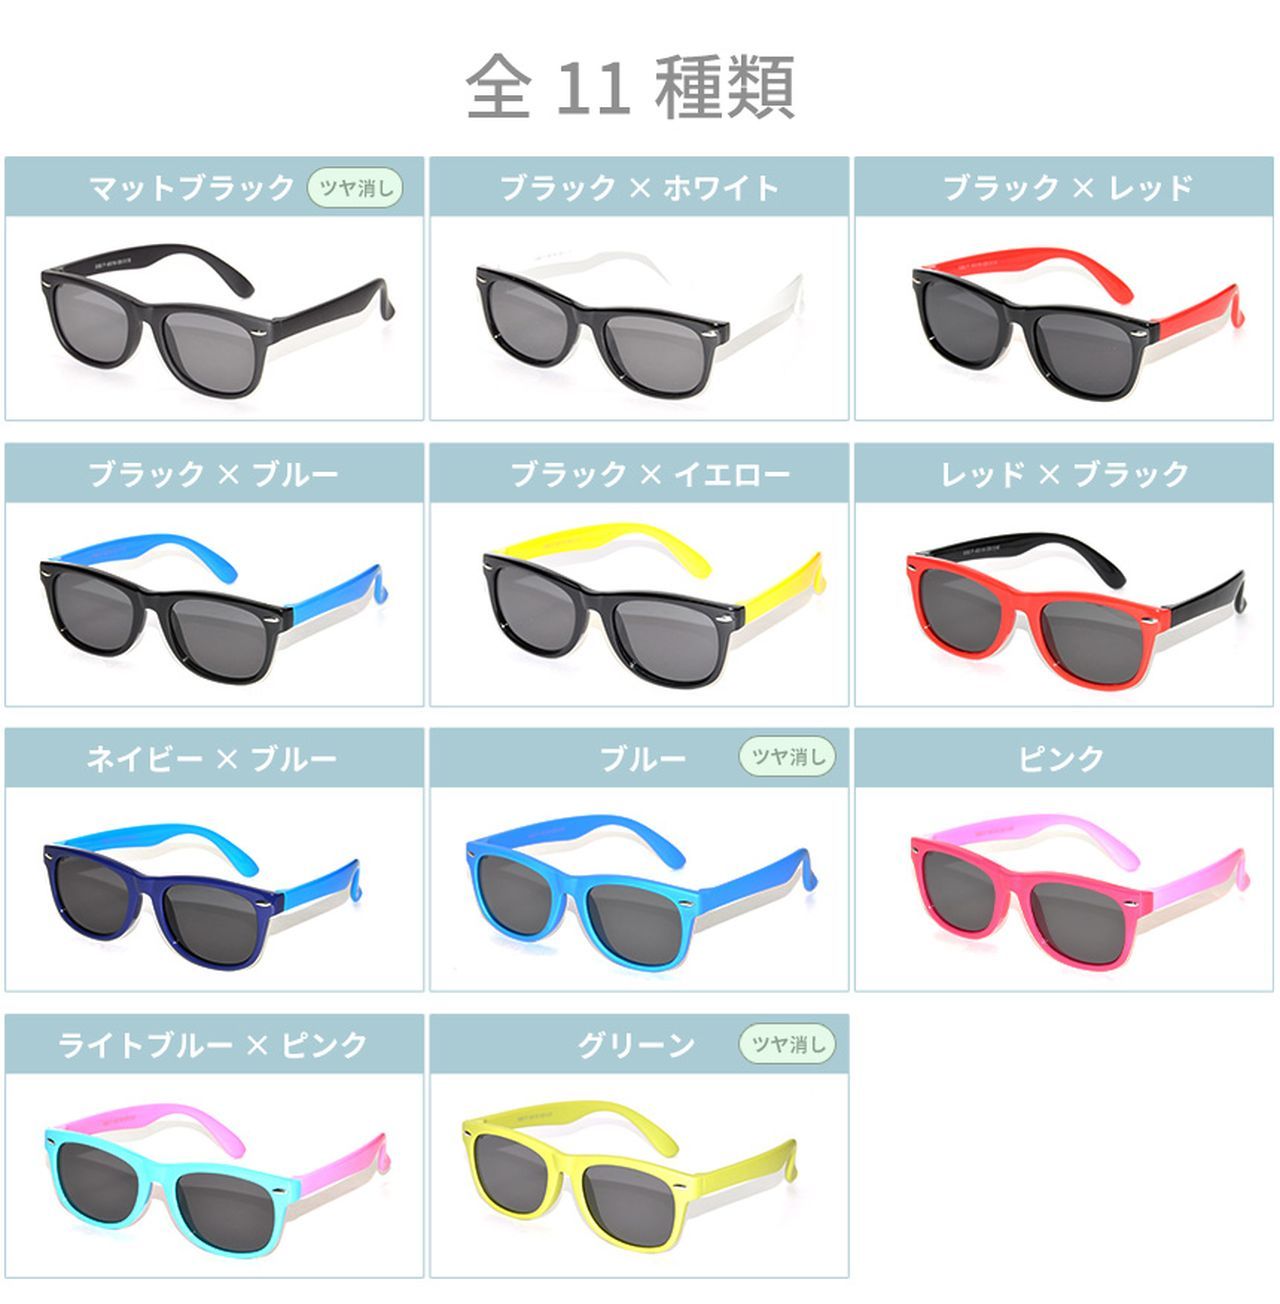 全 11 種類
マットブラック ツヤ消し
ブラック × ホワイト
ブラック × レッド
ブラック × ブルー
ブラック × イエロー
レッド × ブラック
ネイビー × ブルー
ブルー ツヤ消し
ピンク
ライトブルー × ピンク
グリーン ツヤ消し